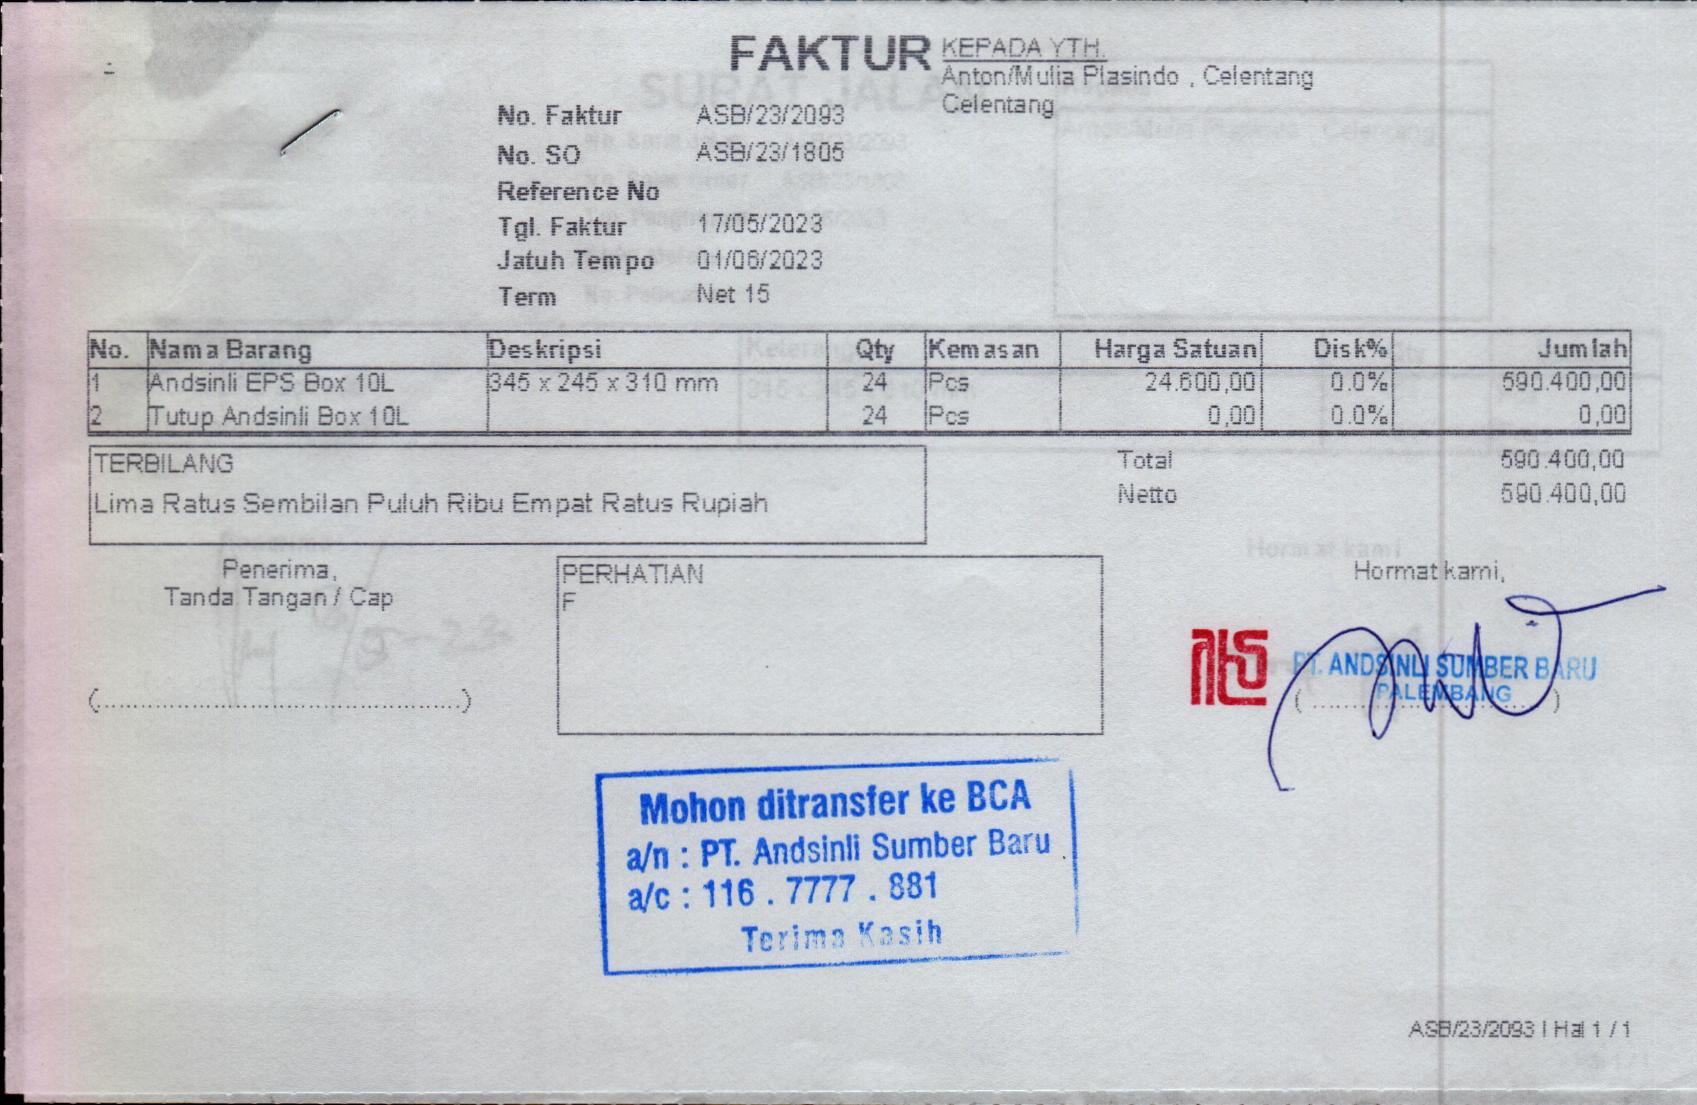 FAKTUR
KEPADA YTH.
Anton/Mulia Plasindo , Celentang
Celentang
No. Faktur ASB/23/2093
No. SO ASB/23/1805
Reference No
Tgl. Faktur 17/05/2023
Jatuh Tempo 01/06/2023
Term Net 15
No. Nama Barang Deskripsi Qty Kemasan Harga Satuan Disk% Jumlah
1 Andsinli EPS Box 10L 345 x 245 x 310 mm 24 Pcs 24.600,00 0.0% 590.400,00
2 Tutup Andsinli Box 10L 24 Pcs 0,00 0.0% 0,00
TERBILANG
Lima Ratus Sembilan Puluh Ribu Empat Ratus Rupiah
Total 590.400,00
Netto 590.400,00
Penerima,
Tanda Tangan / Cap
(..............................................)
PERHATIAN
F
Hormat kami,
PT. ANDSINLI SUMBER BARU
PALEMBANG
(..............................)
Mohon ditransfer ke BCA
a/n : PT. Andsinli Sumber Baru
a/c : 116 . 7777 . 881
Terima Kasih
ASB/23/2093 | Hal 1 / 1